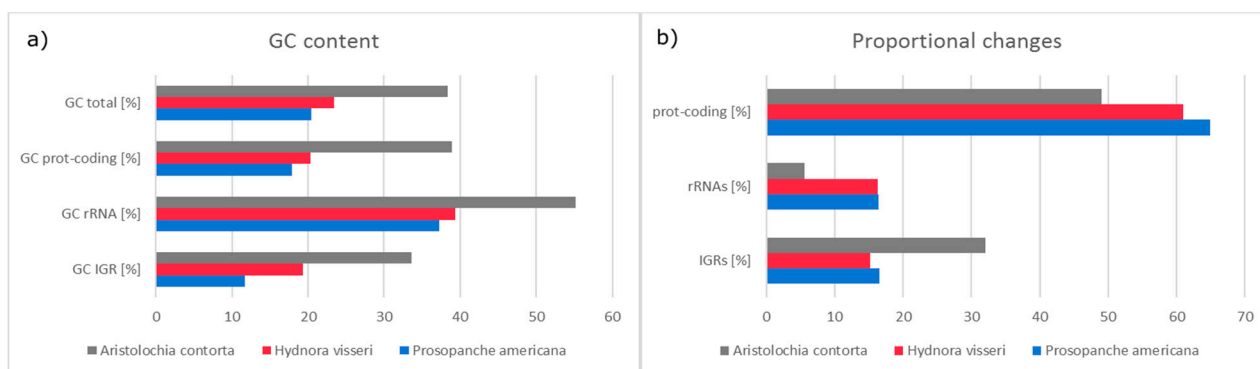 a)
GC content
GC total [%]
GC prot-coding [%]
GC rRNA [%]
GC IGR [%]
0 10 20 30 40 50 60
Aristolochia contorta Hydnora visseri Prosopanche americana
b)
Proportional changes
prot-coding [%]
rRNAs [%]
IGRs [%]
0 10 20 30 40 50 60 70
Aristolochia contorta Hydnora visseri Prosopanche americana